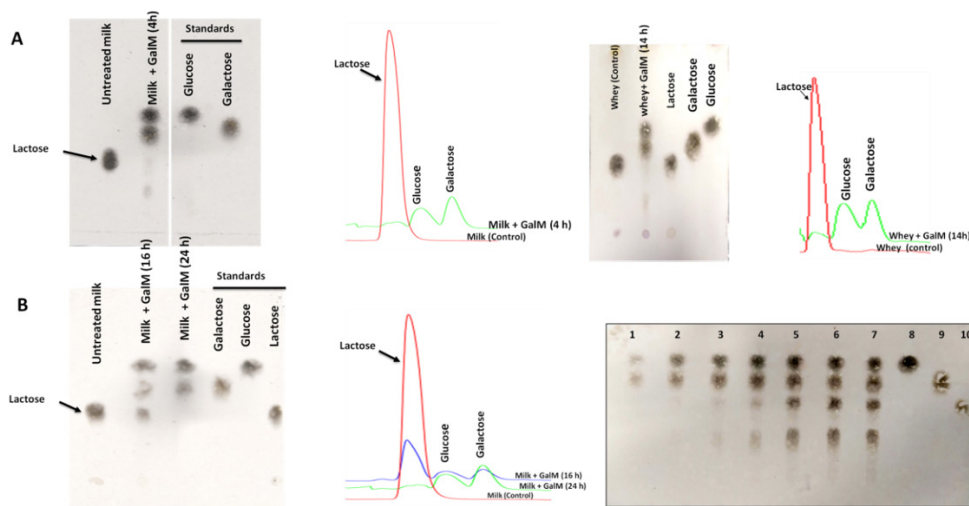 A
Untreated milk
Milk + GalM (4h)
Standards
Glucose
Galactose
Lactose
Lactose
Glucose
Galactose
Milk + GalM (4 h)
Milk (Control)
Whey (Control)
whey+ GalM (14 h)
Lactose
Galactose
Glucose
Lactose
Glucose
Galactose
Whey + GalM (14h)
Whey (control)
B
Untreated milk
Milk + GalM (16 h)
Milk + GalM (24 h)
Standards
Galactose
Glucose
Lactose
Lactose
Lactose
Glucose
Galactose
Milk + GalM (16 h)
Milk + GalM (24 h)
Milk (Control)
1 2 3 4 5 6 7 8 9 10